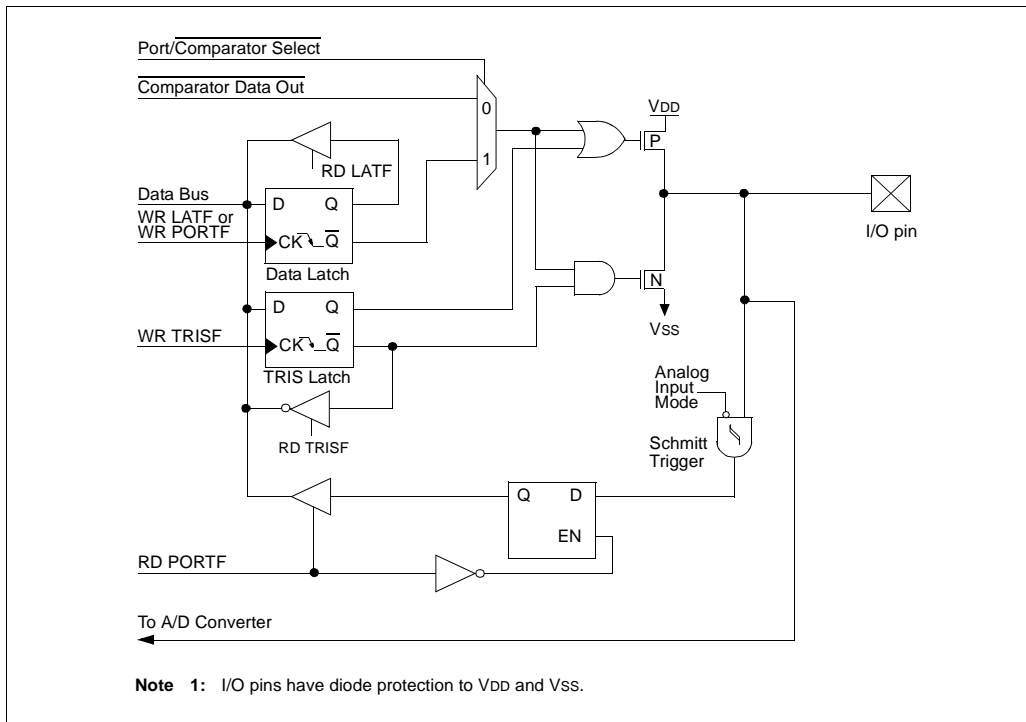 Port/Comparator Select
Comparator Data Out
0
1
VDD
P
RD LATF
Data Bus
WR LATF or
WR PORTF
D Q
CK Q
Data Latch
I/O pin
N
VSS
D Q
CK Q
TRIS Latch
WR TRISF
RD TRISF
Analog
Input
Mode
Schmitt
Trigger
Q D
EN
RD PORTF
To A/D Converter
Note 1: I/O pins have diode protection to VDD and VSS.